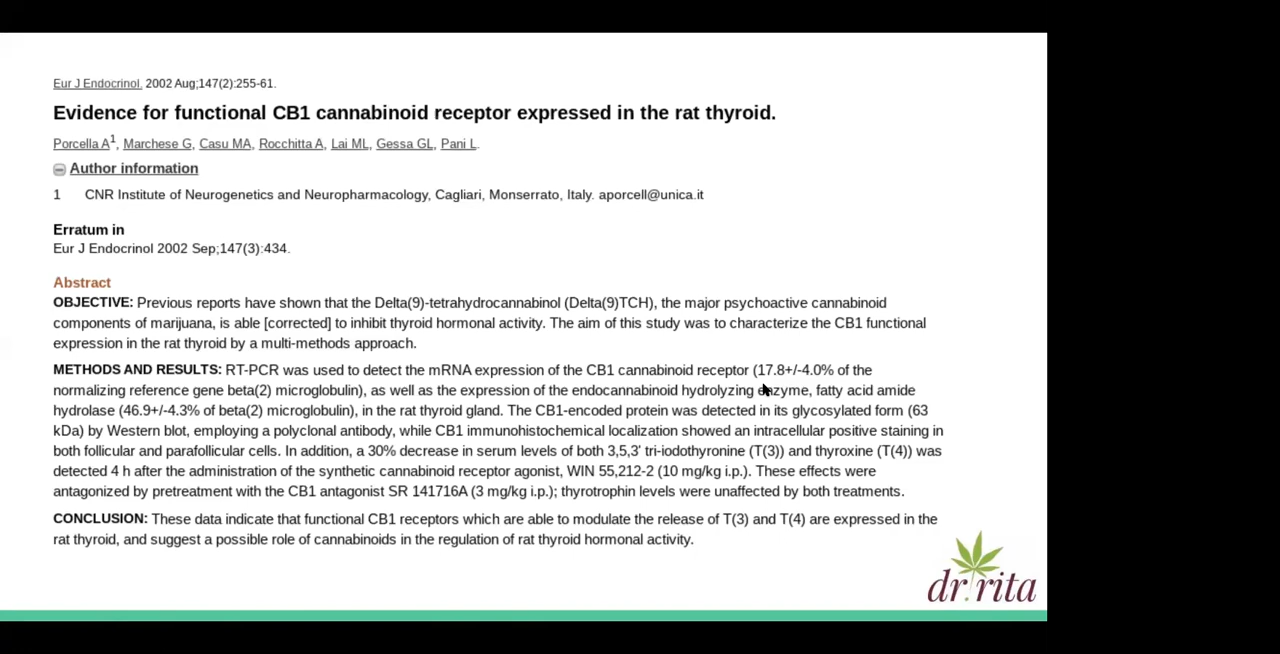 Eur J Endocrinol. 2002 Aug;147(2):255-61.
Evidence for functional CB1 cannabinoid receptor expressed in the rat thyroid.
Porcella A1, Marchese G, Casu MA, Rocchitta A, Lai ML, Gessa GL, Pani L.
Author information
1 CNR Institute of Neurogenetics and Neuropharmacology, Cagliari, Monserrato, Italy. aporcell@unica.it
Erratum in
Eur J Endocrinol 2002 Sep;147(3):434.
Abstract
OBJECTIVE: Previous reports have shown that the Delta(9)-tetrahydrocannabinol (Delta(9)TCH), the major psychoactive cannabinoid
components of marijuana, is able [corrected] to inhibit thyroid hormonal activity. The aim of this study was to characterize the CB1 functional
expression in the rat thyroid by a multi-methods approach.
METHODS AND RESULTS: RT-PCR was used to detect the mRNA expression of the CB1 cannabinoid receptor (17.8+/-4.0% of the
normalizing reference gene beta(2) microglobulin), as well as the expression of the endocannabinoid hydrolyzing enzyme, fatty acid amide
hydrolase (46.9+/-4.3% of beta(2) microglobulin), in the rat thyroid gland. The CB1-encoded protein was detected in its glycosylated form (63
kDa) by Western blot, employing a polyclonal antibody, while CB1 immunohistochemical localization showed an intracellular positive staining in
both follicular and parafollicular cells. In addition, a 30% decrease in serum levels of both 3,5,3' tri-iodothyronine (T(3)) and thyroxine (T(4)) was
detected 4 h after the administration of the synthetic cannabinoid receptor agonist, WIN 55,212-2 (10 mg/kg i.p.). These effects were
antagonized by pretreatment with the CB1 antagonist SR 141716A (3 mg/kg i.p.); thyrotrophin levels were unaffected by both treatments.
CONCLUSION: These data indicate that functional CB1 receptors which are able to modulate the release of T(3) and T(4) are expressed in the
rat thyroid, and suggest a possible role of cannabinoids in the regulation of rat thyroid hormonal activity.
dr. rita